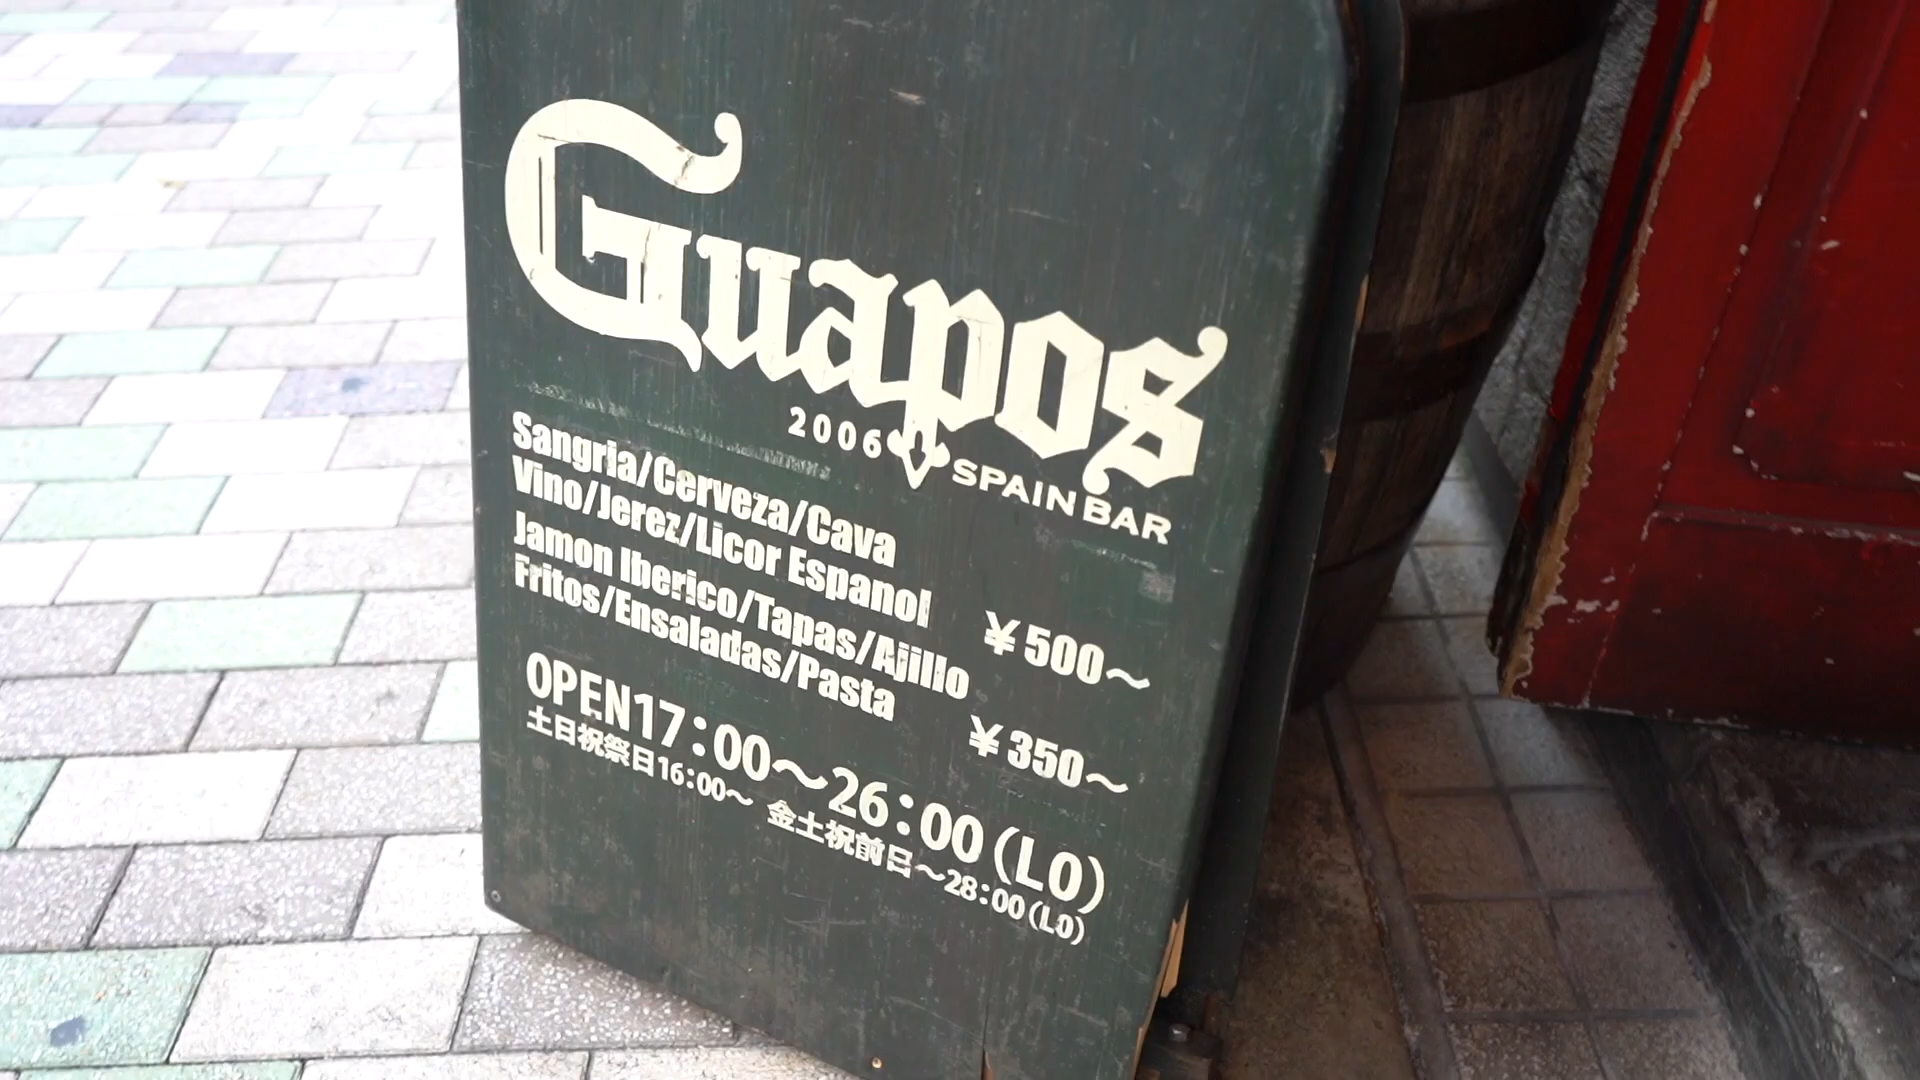 Guapos
2006 SPAIN BAR
Sangria/Cerveza/Cava
Vino/Jerez/Licor Espanol
¥500～
Jamon Iberico/Tapas/Ajillo
Fritos/Ensaladas/Pasta
¥350～
OPEN17:00～26:00(LO)
土日祝祭日16:00～ 金土祝前日～28:00(LO)